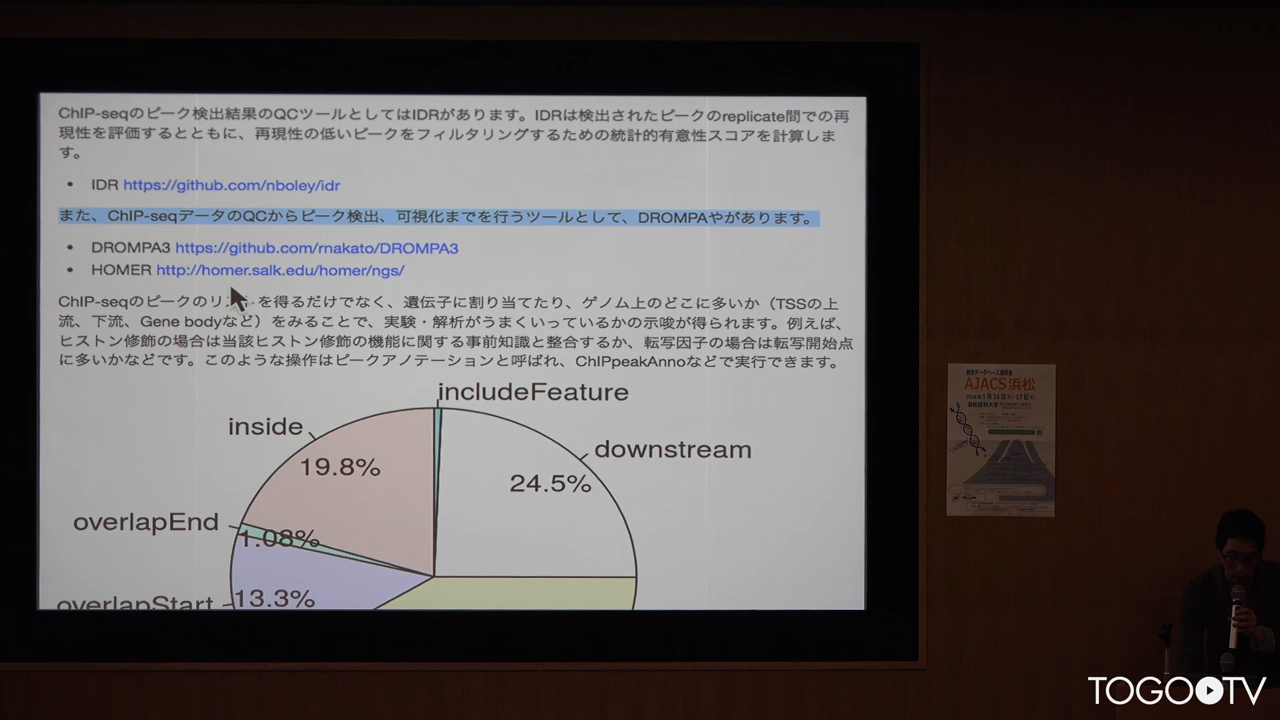 ChIP-seqのピーク検出結果のQCツールとしてはIDRがあります。IDRは検出されたピークのreplicate間での再
現性を評価するとともに、再現性の低いピークをフィルタリングするための統計的有意性スコアを計算しま
す。
• IDR https://github.com/nboley/idr
また、ChIP-seqデータのQCからピーク検出、可視化までを行うツールとして、DROMPAやがあります。
• DROMPA3 https://github.com/rnakato/DROMPA3
• HOMER http://homer.salk.edu/homer/ngs/
ChIP-seqのピークのリ を得るだけでなく、遺伝子に割り当てたり、ゲノム上のどこに多いか（TSSの上
流、下流、Gene bodyなど）をみることで、実験・解析がうまくいっているかの示唆が得られます。例えば、
ヒストン修飾の場合は当該ヒストン修飾の機能に関する事前知識と整合するか、転写因子の場合は転写開始点
に多いかなどです。このような操作はピークアノテーションと呼ばれ、ChIPpeakAnnoなどで実行できます。
includeFeature
inside
downstream
19.8%
24.5%
overlapEnd
1.08%
overlapStart
13.3%
AJACS浜松
TOGOTV